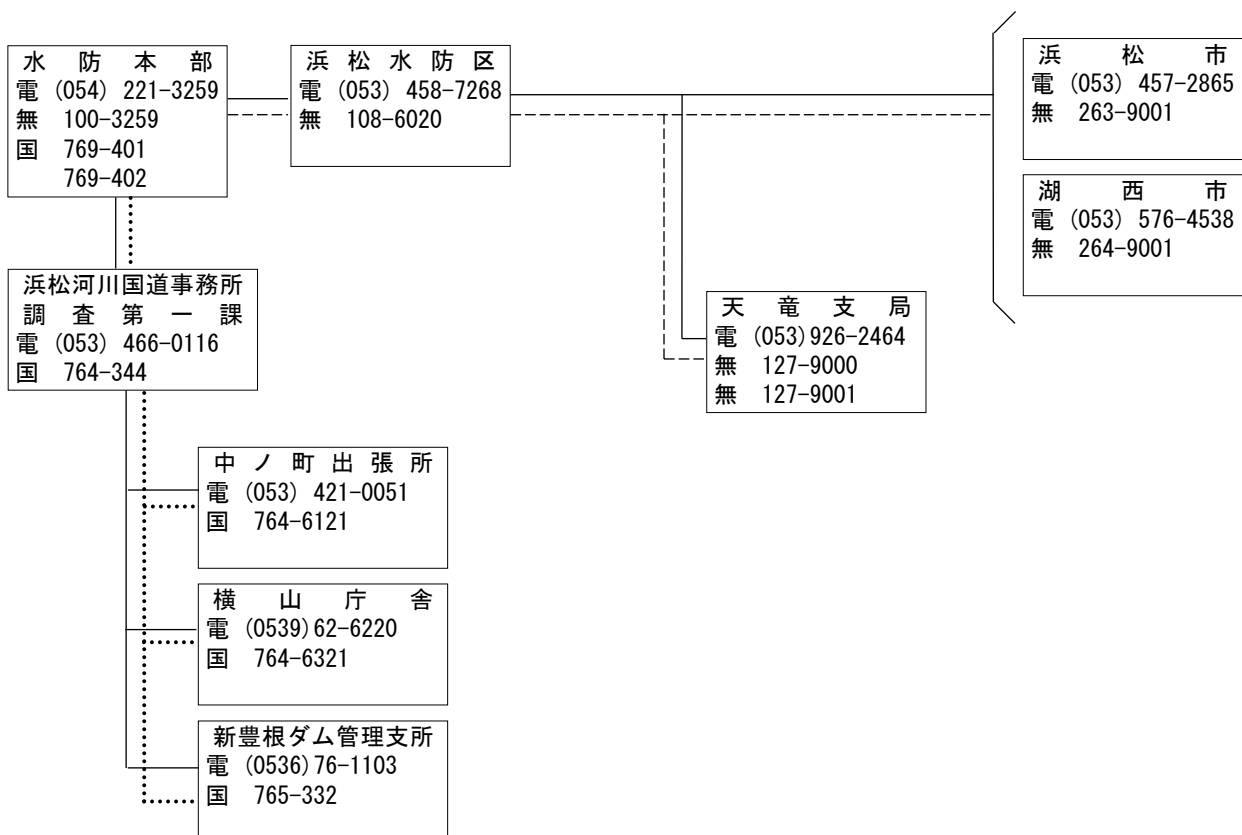 水防本部
電 (054) 221-3259
無 100-3259
国 769-401
769-402
浜松水防区
電 (053) 458-7268
無 108-6020
浜松市
電 (053) 457-2865
無 263-9001
湖西市
電 (053) 576-4538
無 264-9001
浜松河川国道事務所
調査第一課
電 (053) 466-0116
国 764-344
天竜支局
電 (053)926-2464
無 127-9000
無 127-9001
中ノ町出張所
電 (053) 421-0051
国 764-6121
横山庁舎
電 (0539)62-6220
国 764-6321
新豊根ダム管理支所
電 (0536)76-1103
国 765-332